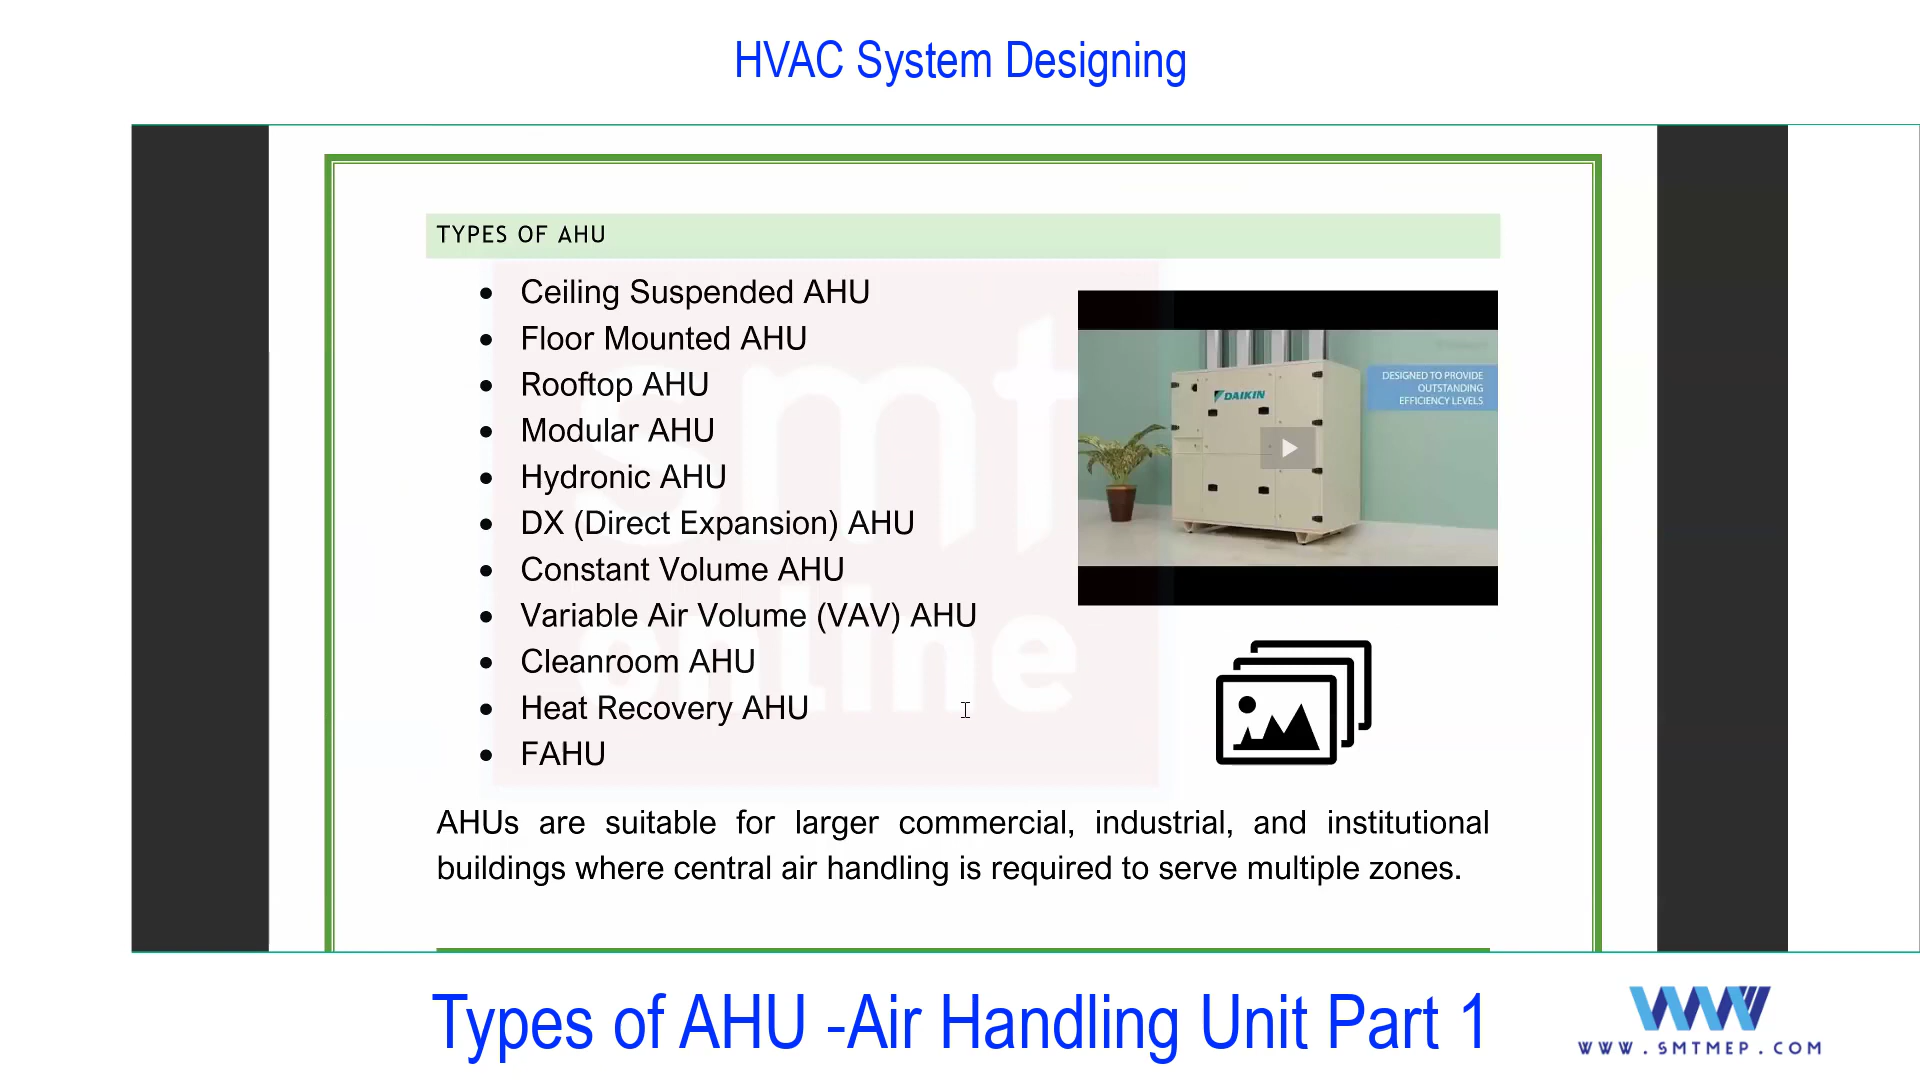 HVAC System Designing
TYPES OF AHU
• Ceiling Suspended AHU
• Floor Mounted AHU
• Rooftop AHU
• Modular AHU
• Hydronic AHU
• DX (Direct Expansion) AHU
• Constant Volume AHU
• Variable Air Volume (VAV) AHU
• Cleanroom AHU
• Heat Recovery AHU
• FAHU
DAIKIN
DESIGNED TO PROVIDE
OUTSTANDING
EFFICIENCY LEVELS
smt
online
AHUs are suitable for larger commercial, industrial, and institutional
buildings where central air handling is required to serve multiple zones.
Types of AHU -Air Handling Unit Part 1
WWW.SMTMEP.COM